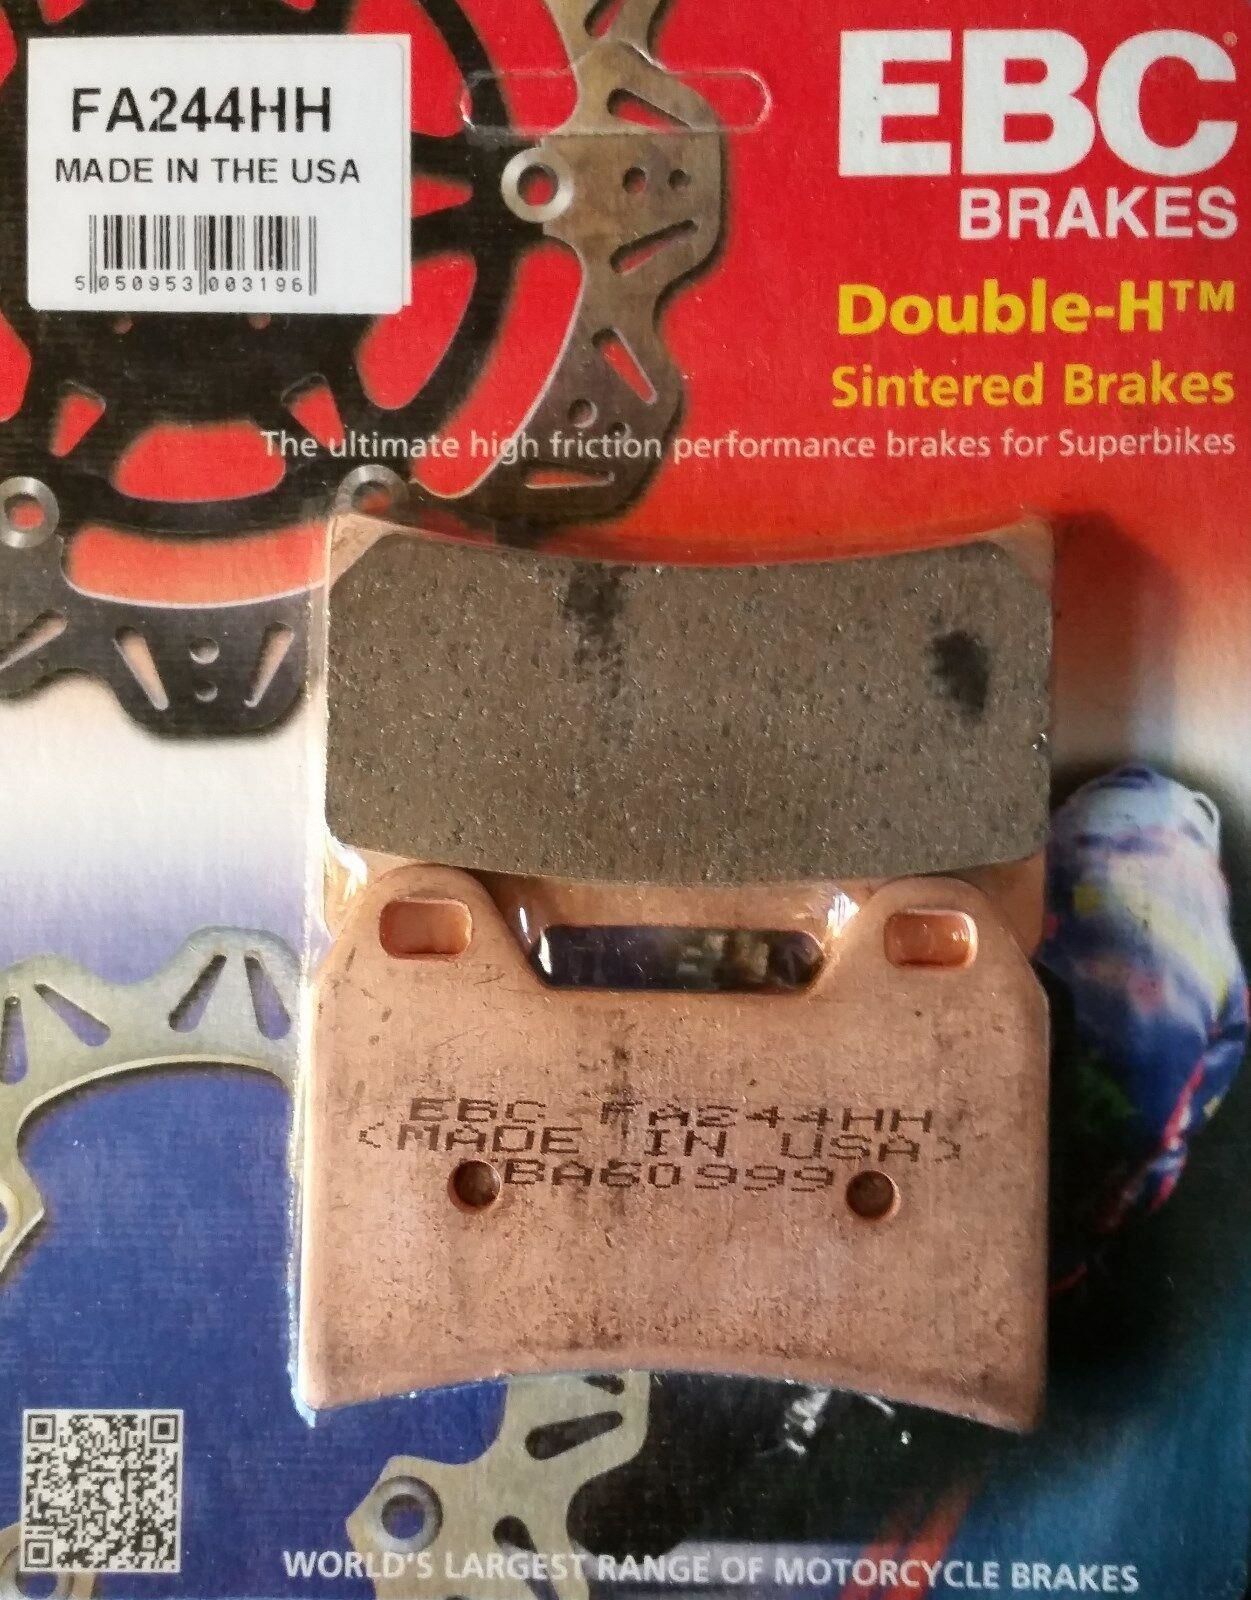 FA244HH
MADE IN THE USA
5 050953 003196
EBC®
BRAKES
Double-H™
Sintered Brakes
The ultimate high friction performance brakes for Superbikes
EBC FA244HH
<MADE IN USA>
BA60999
WORLD'S LARGEST RANGE OF MOTORCYCLE BRAKES